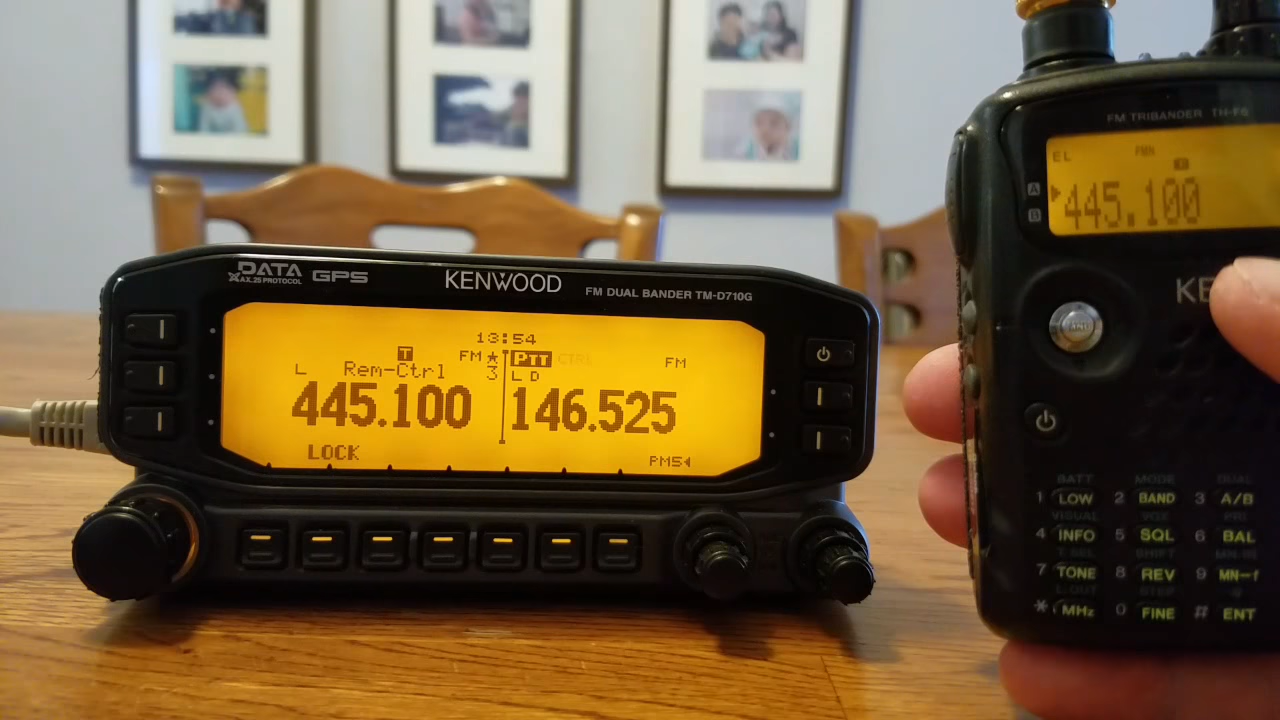 DATA
AX.25 PROTOCOL
GPS
KENWOOD
FM DUAL BANDER TM-D710G
13:54
T
FM ★
PTT CTRL
FM
L Rem-Ctrl 3
L D
445.100
146.525
LOCK
PM5
FM TRIBANDER TH-F6
EL
445.100
A
B
KE
BATT MODE DUAL
1 LOW 2 BAND 3 A/B
VISUAL VOX PRI
4 INFO 5 SQL 6 BAL
T.SEL SHIFT MN-IN
7 TONE 8 REV 9 MN-f
L.OUT STEP
* MHz 0 FINE # ENT